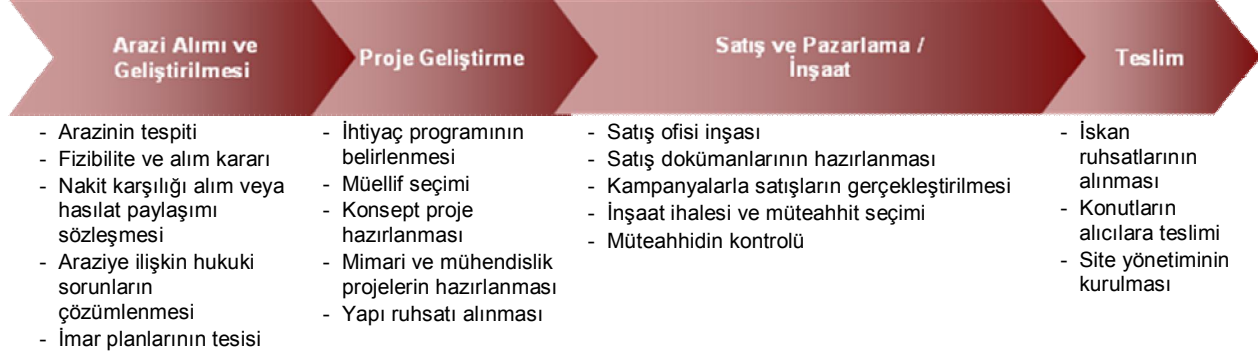 Arazi Alımı ve
Geliştirilmesi
Proje Geliştirme
Satış ve Pazarlama /
İnşaat
Teslim
- Arazinin tespiti
- Fizibilite ve alım kararı
- Nakit karşılığı alım veya
hasılat paylaşımı
sözleşmesi
- Araziye ilişkin hukuki
sorunların
çözümlenmesi
- İmar planlarının tesisi
- İhtiyaç programının
belirlenmesi
- Müellif seçimi
- Konsept proje
hazırlanması
- Mimari ve mühendislik
projelerin hazırlanması
- Yapı ruhsatı alınması
- Satış ofisi inşası
- Satış dokümanlarının hazırlanması
- Kampanyalarla satışların gerçekleştirilmesi
- İnşaat ihalesi ve müteahhit seçimi
- Müteahhidin kontrolü
- İskan
ruhsatlarının
alınması
- Konutların
alıcılara teslimi
- Site yönetiminin
kurulması